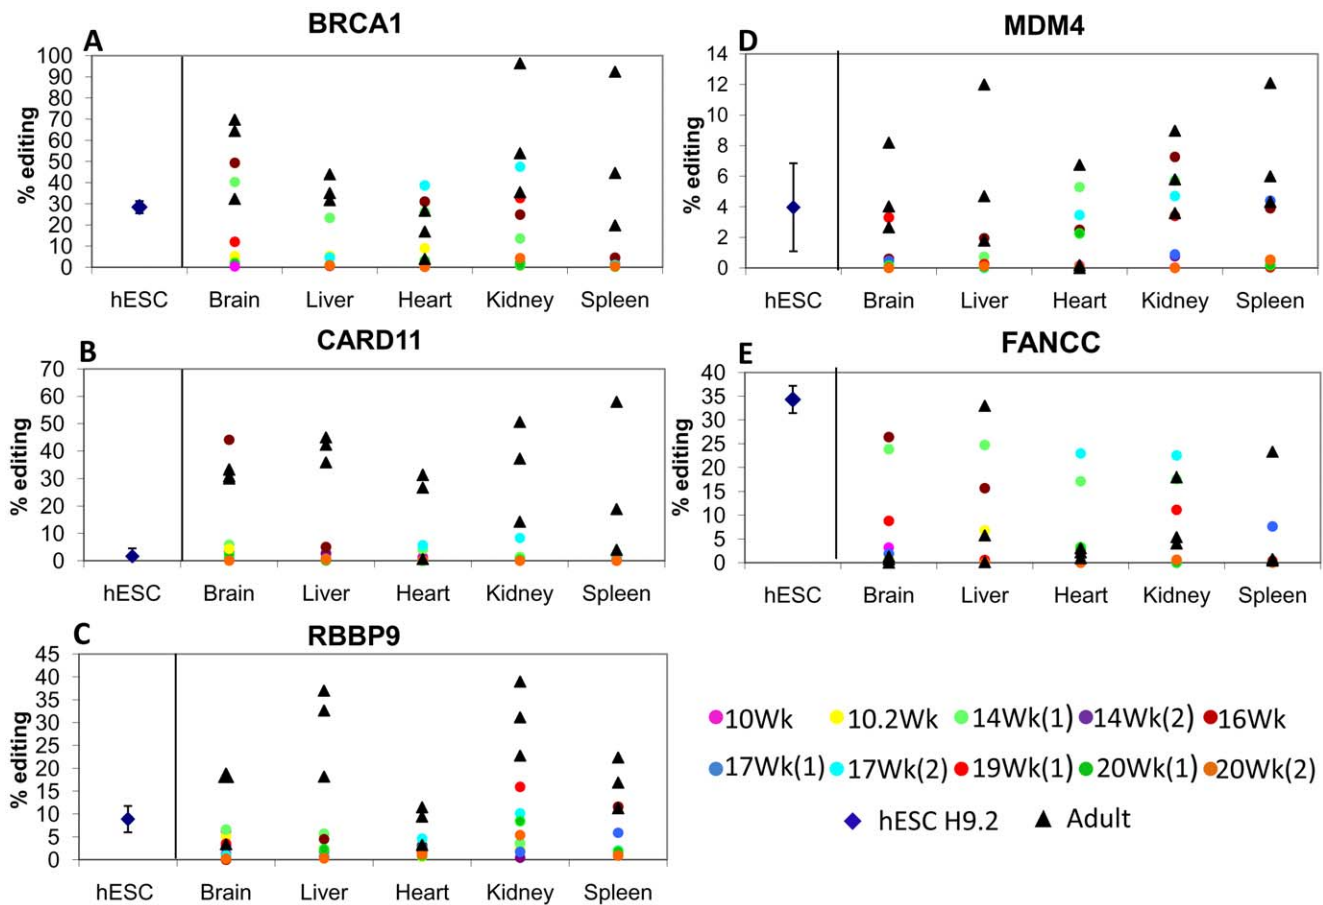 A
BRCA1
% editing
100
90
80
70
60
50
40
30
20
10
0
hESC Brain Liver Heart Kidney Spleen
B
CARD11
% editing
70
60
50
40
30
20
10
0
hESC Brain Liver Heart Kidney Spleen
C
RBBP9
% editing
45
40
35
30
25
20
15
10
5
0
hESC Brain Liver Heart Kidney Spleen
D
MDM4
% editing
14
12
10
8
6
4
2
0
hESC Brain Liver Heart Kidney Spleen
E
FANCC
% editing
40
35
30
25
20
15
10
5
0
hESC Brain Liver Heart Kidney Spleen
10Wk 10.2Wk 14Wk(1) 14Wk(2) 16Wk
17Wk(1) 17Wk(2) 19Wk(1) 20Wk(1) 20Wk(2)
hESC H9.2 Adult